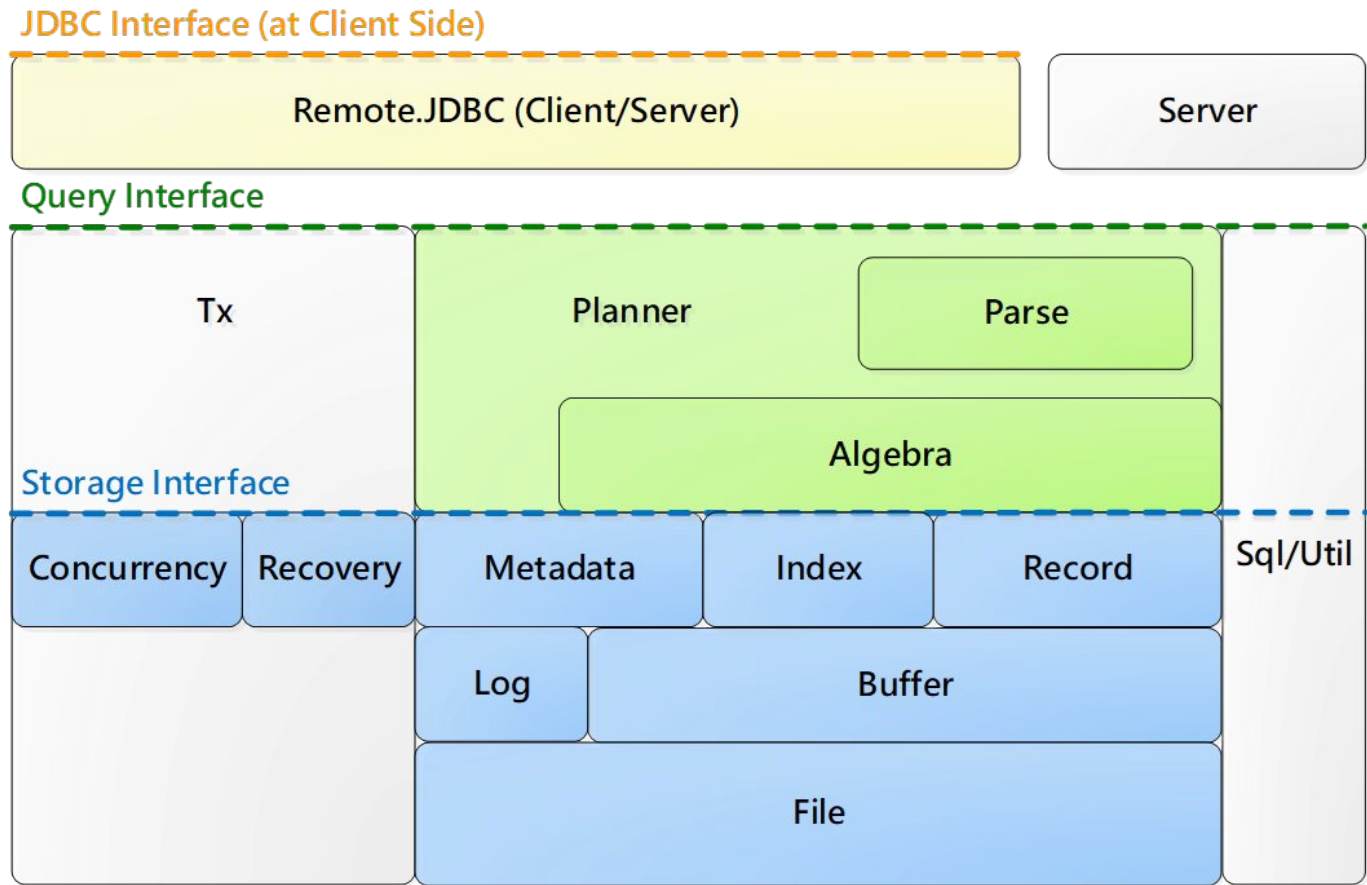 JDBC Interface (at Client Side)
Remote.JDBC (Client/Server)
Server
Query Interface
Tx
Planner
Parse
Algebra
Storage Interface
Concurrency
Recovery
Metadata
Index
Record
Sql/Util
Log
Buffer
File